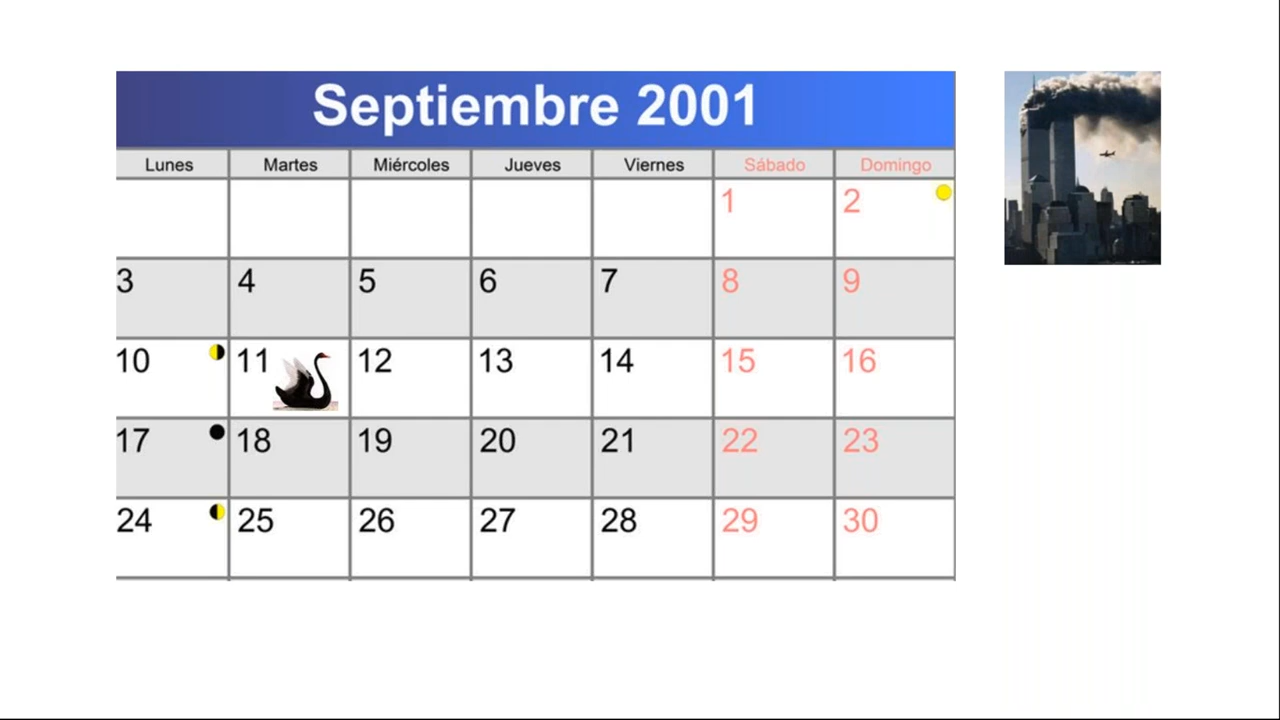 Septiembre 2001
Lunes Martes Miércoles Jueves Viernes Sábado Domingo
1 2
3 4 5 6 7 8 9
10 11 12 13 14 15 16
17 18 19 20 21 22 23
24 25 26 27 28 29 30